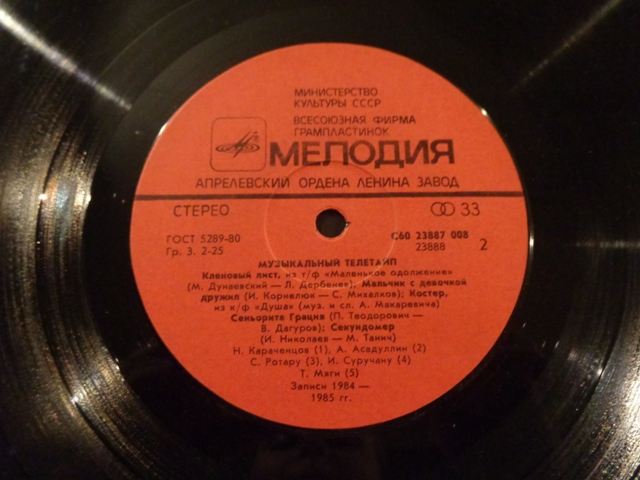 МИНИСТЕРСТВО
КУЛЬТУРЫ СССР
ВСЕСОЮЗНАЯ ФИРМА
ГРАМПЛАСТИНОК
МЕЛОДИЯ
АПРЕЛЕВСКИЙ ОРДЕНА ЛЕНИНА ЗАВОД
СТЕРЕО 33
ГОСТ 5289-80 С60 23887 008
Гр. 3. 2-25 23888 2
МУЗЫКАЛЬНЫЙ ТЕЛЕТАЙП
Кленовый лист, из т/ф «Маленькое одолжение»
(М. Дунаевский — Л. Дербенев); Мальчик с девочкой
дружил (И. Корнелюк — С. Михалков); Костер,
из к/ф «Душа» (муз. и сл. А. Макаревича)
Сеньорита Грация (П. Теодорович —
В. Дагуров); Секундомер
(И. Николаев — М. Танич)
Н. Караченцов (1), А. Асадуллин (2)
С. Ротару (3), И. Суручану (4)
Т. Мяги (5)
Записи 1984 —
1985 гг.